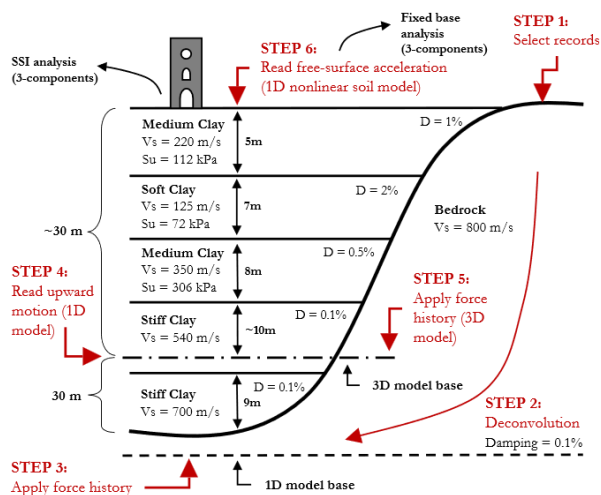 Fixed base
analysis
(3-components)
STEP 1:
Select records
SSI analysis
(3-components)
STEP 6:
Read free-surface acceleration
(1D nonlinear soil model)
Medium Clay
Vs = 220 m/s
Su = 112 kPa
5m
D = 1%
Soft Clay
Vs = 125 m/s
Su = 72 kPa
7m
D = 2%
Bedrock
Vs = 800 m/s
~30 m
Medium Clay
Vs = 350 m/s
Su = 306 kPa
8m
D = 0.5%
STEP 4:
Read upward
motion (1D
model)
STEP 5:
Apply force
history (3D
model)
Stiff Clay
Vs = 540 m/s
~10m
D = 0.1%
30 m
Stiff Clay
Vs = 700 m/s
9m
D = 0.1%
3D model base
STEP 2:
Deconvolution
Damping = 0.1%
STEP 3:
Apply force history
1D model base